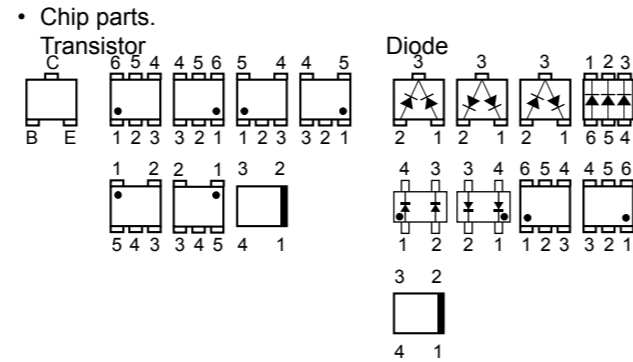 • Chip parts.
Transistor Diode
C 6 5 4 4 5 6 5 4 4 5 3 3 3 1 2 3
B E 1 2 3 3 2 1 1 2 3 3 2 1 2 1 2 1 2 1 6 5 4
1 2 2 1 3 2 4 3 3 4 6 5 4 4 5 6
5 4 3 3 4 5 4 1 1 2 2 1 1 2 3 3 2 1
3 2
4 1